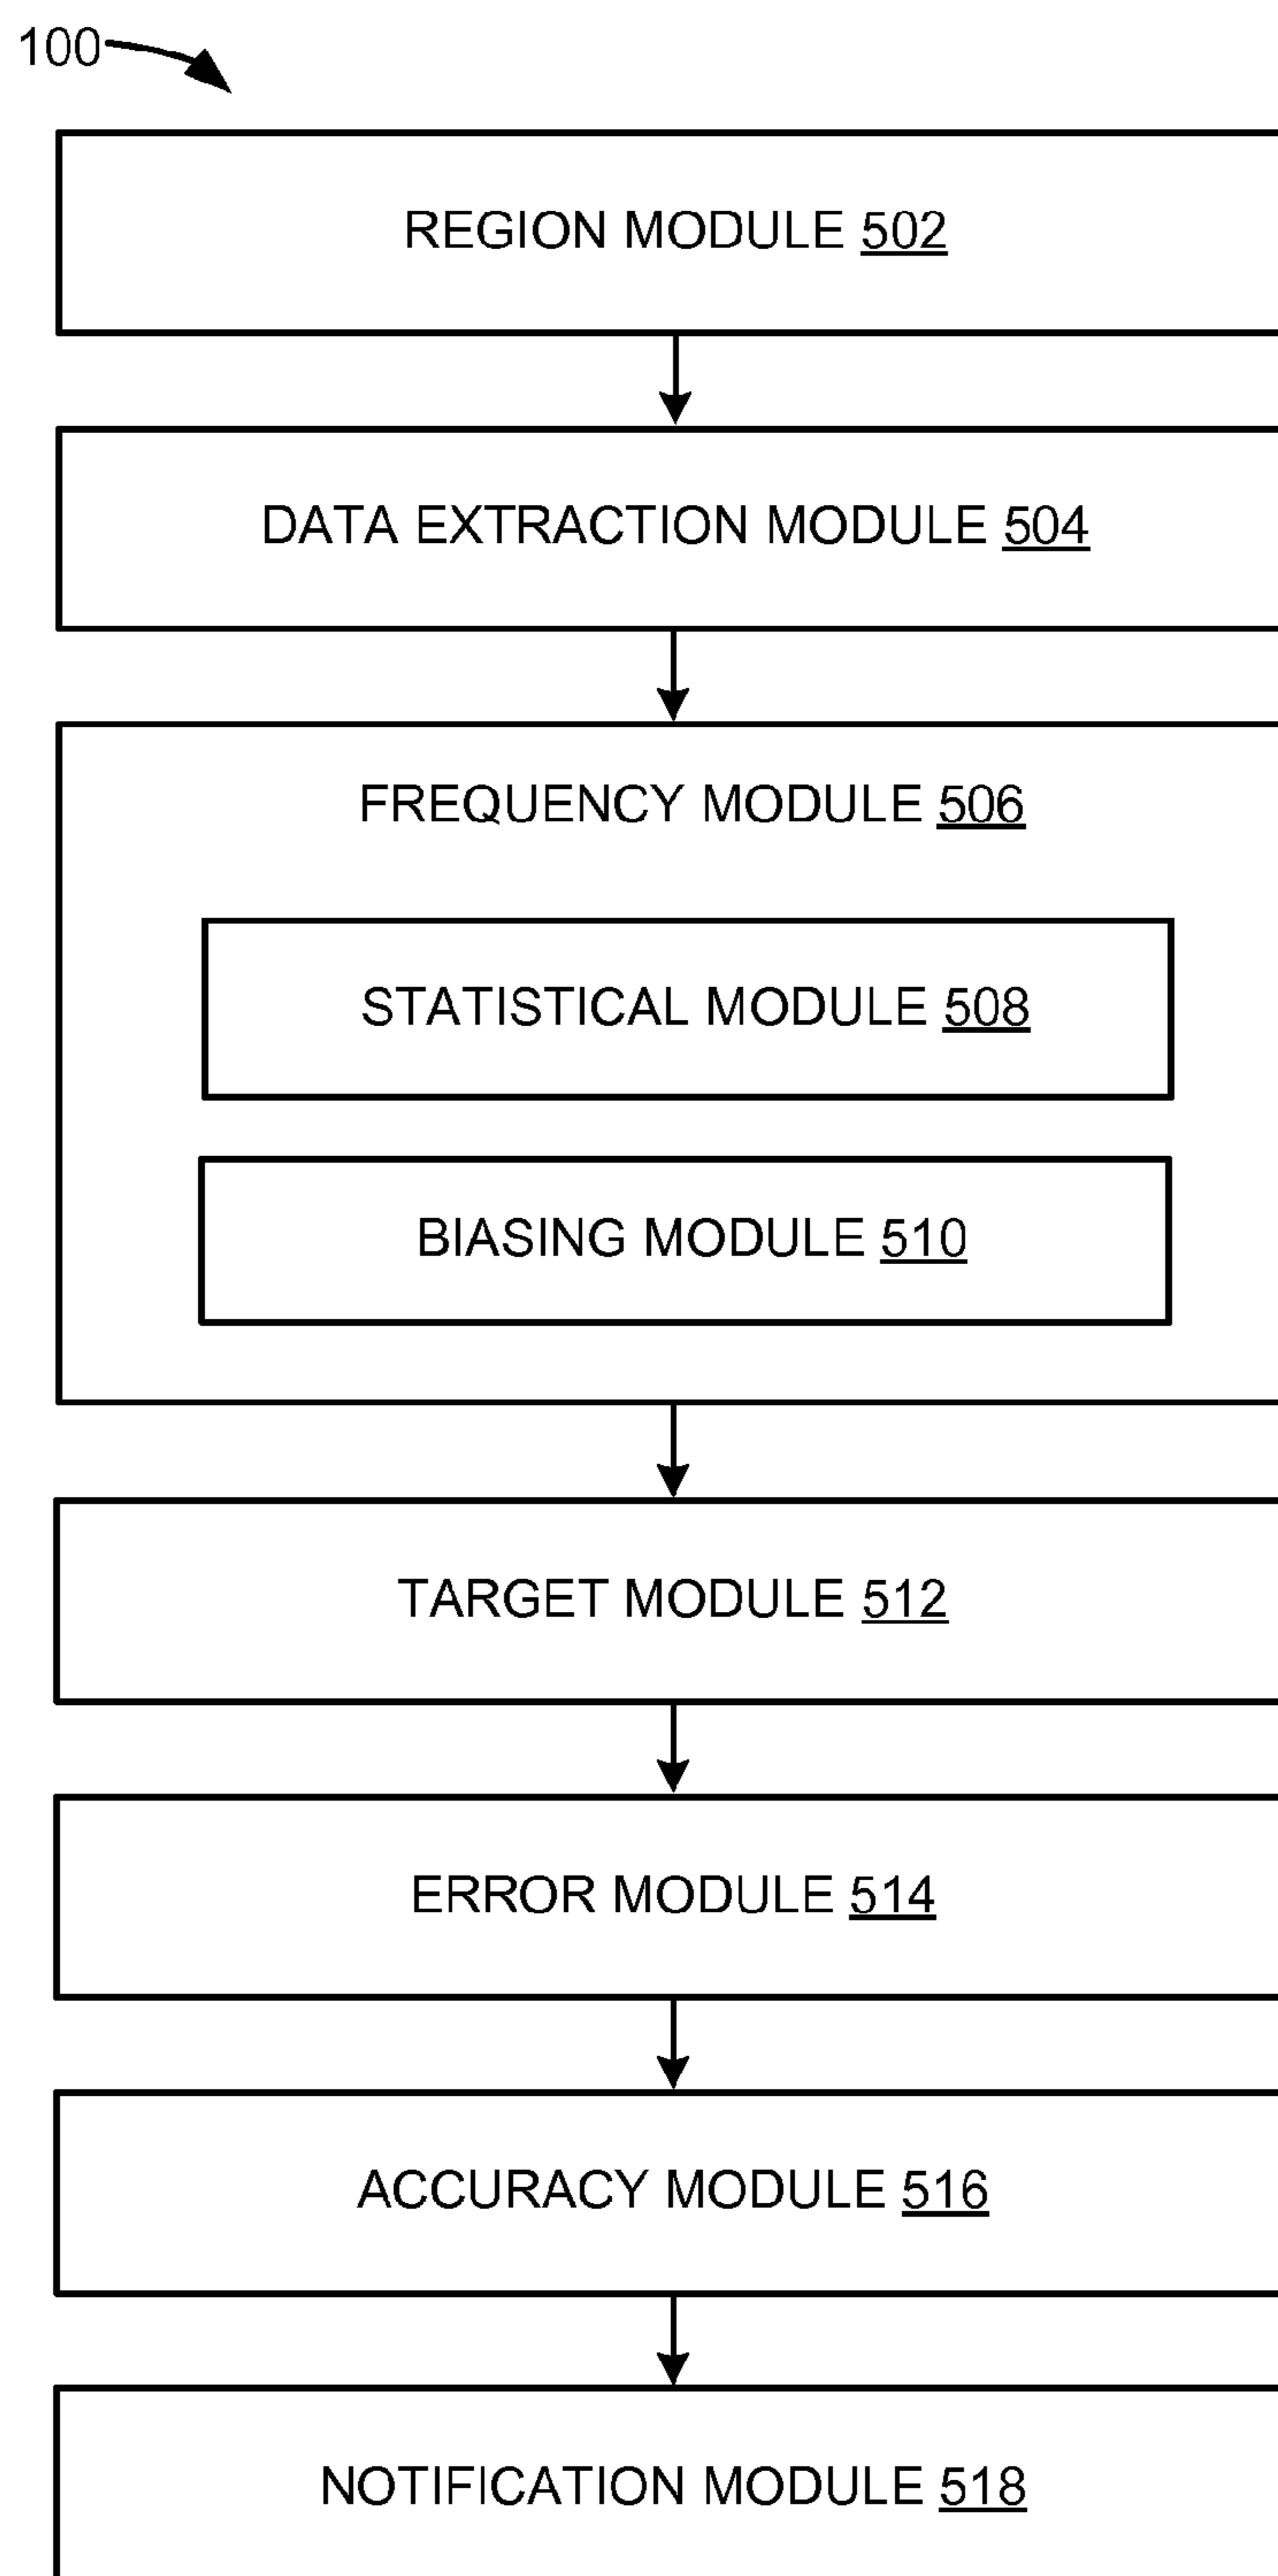 100
REGION MODULE 502
DATA EXTRACTION MODULE 504
FREQUENCY MODULE 506
STATISTICAL MODULE 508
BIASING MODULE 510
TARGET MODULE 512
ERROR MODULE 514
ACCURACY MODULE 516
NOTIFICATION MODULE 518